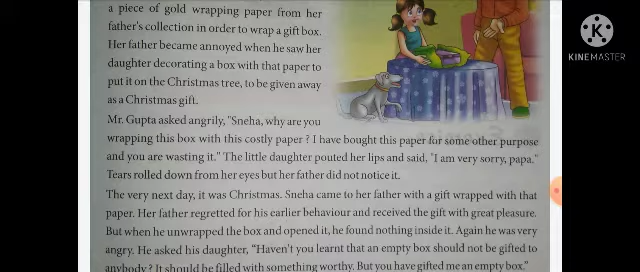 a piece of gold wrapping paper from her
father's collection in order to wrap a gift box.
Her father became annoyed when he saw her
daughter decorating a box with that paper to
put it on the Christmas tree, to be given away
as a Christmas gift.
Mr. Gupta asked angrily, "Sneha, why are you
wrapping this box with this costly paper ? I have bought this paper for some other purpose
and you are wasting it." The little daughter pouted her lips and said, "I am very sorry, papa."
Tears rolled down from her eyes but her father did not notice it.
The very next day, it was Christmas. Sneha came to her father with a gift wrapped with that
paper. Her father regretted for his earlier behaviour and received the gift with great pleasure.
But when he unwrapped the box and opened it, he found nothing inside it. Again he was very
angry. He asked his daughter, "Haven't you learnt that an empty box should not be gifted to
anybody ? It should be filled with something worthy. But you have gifted me an empty box."
K
KINEMASTER